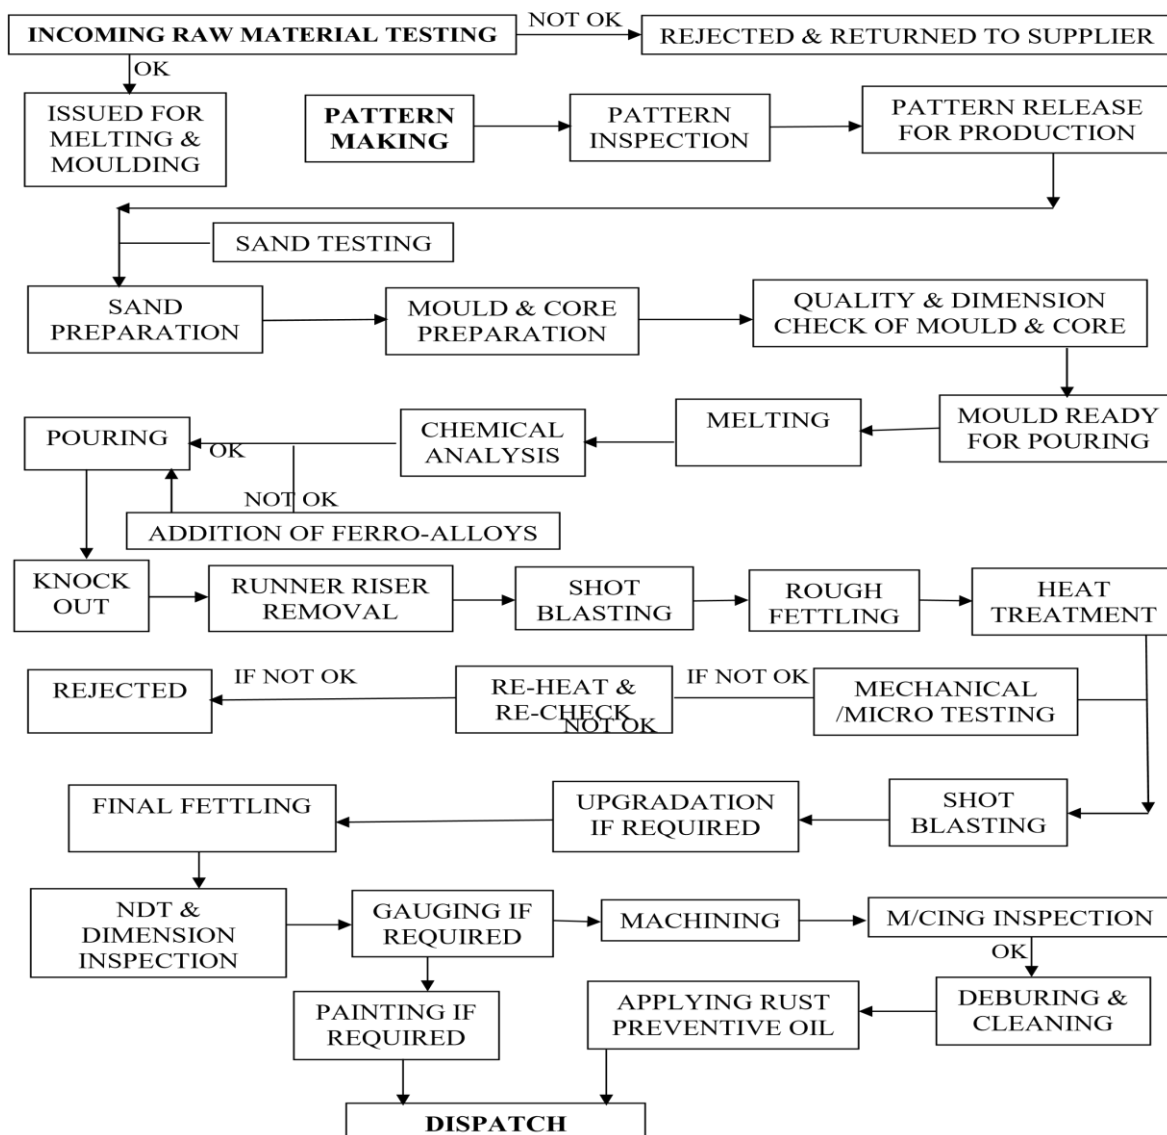 NOT OK
INCOMING RAW MATERIAL TESTING
REJECTED & RETURNED TO SUPPLIER
OK
ISSUED FOR
MELTING &
MOULDING
PATTERN
MAKING
PATTERN
INSPECTION
PATTERN RELEASE
FOR PRODUCTION
SAND TESTING
SAND
PREPARATION
MOULD & CORE
PREPARATION
QUALITY & DIMENSION
CHECK OF MOULD & CORE
MOULD READY
FOR POURING
MELTING
CHEMICAL
ANALYSIS
OK
POURING
NOT OK
ADDITION OF FERRO-ALLOYS
KNOCK
OUT
RUNNER RISER
REMOVAL
SHOT
BLASTING
ROUGH
FETTLING
HEAT
TREATMENT
MECHANICAL
/MICRO TESTING
IF NOT OK
RE-HEAT &
RE-CHECK
NOT OK
IF NOT OK
REJECTED
SHOT
BLASTING
UPGRADATION
IF REQUIRED
FINAL FETTLING
NDT &
DIMENSION
INSPECTION
GAUGING IF
REQUIRED
MACHINING
M/CING INSPECTION
OK
DEBURING &
CLEANING
APPLYING RUST
PREVENTIVE OIL
PAINTING IF
REQUIRED
DISPATCH